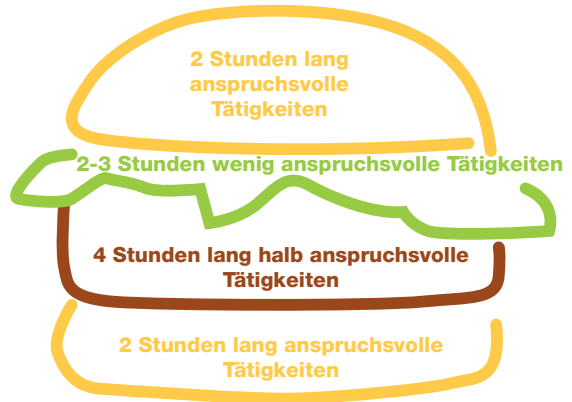 2 Stunden lang
anspruchsvolle
Tätigkeiten
2-3 Stunden wenig anspruchsvolle Tätigkeiten
4 Stunden lang halb anspruchsvolle
Tätigkeiten
2 Stunden lang anspruchsvolle
Tätigkeiten